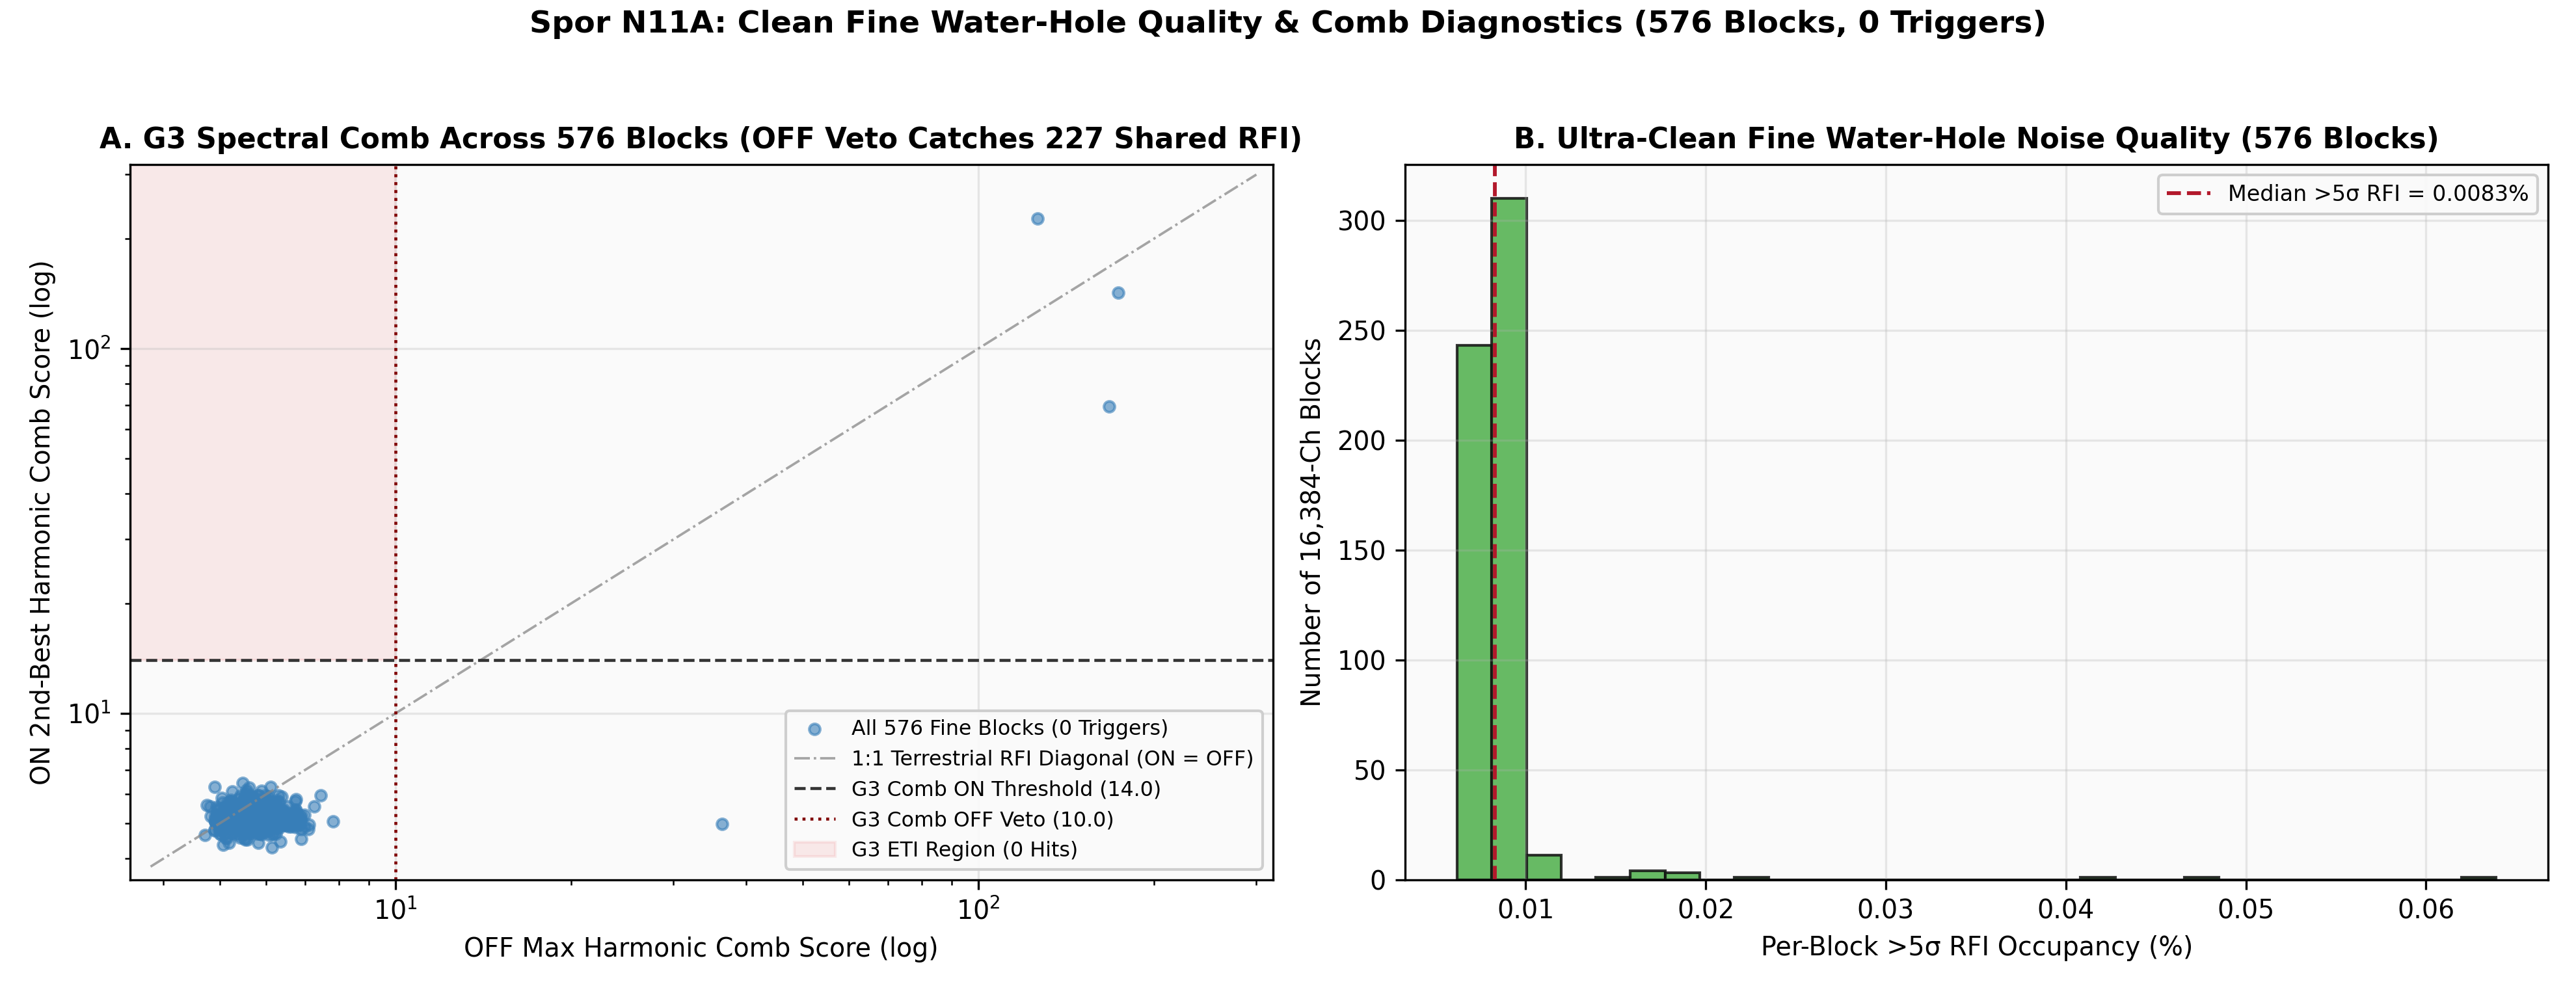 Spor N11A: Clean Fine Water-Hole Quality & Comb Diagnostics (576 Blocks, 0 Triggers)
A. G3 Spectral Comb Across 576 Blocks (OFF Veto Catches 227 Shared RFI)
ON 2nd-Best Harmonic Comb Score (log)
10²
10¹
All 576 Fine Blocks (0 Triggers)
1:1 Terrestrial RFI Diagonal (ON = OFF)
G3 Comb ON Threshold (14.0)
G3 Comb OFF Veto (10.0)
G3 ETI Region (0 Hits)
10¹
10²
OFF Max Harmonic Comb Score (log)
B. Ultra-Clean Fine Water-Hole Noise Quality (576 Blocks)
Number of 16,384-Ch Blocks
Median >5σ RFI = 0.0083%
300
250
200
150
100
50
0
0.01
0.02
0.03
0.04
0.05
0.06
Per-Block >5σ RFI Occupancy (%)